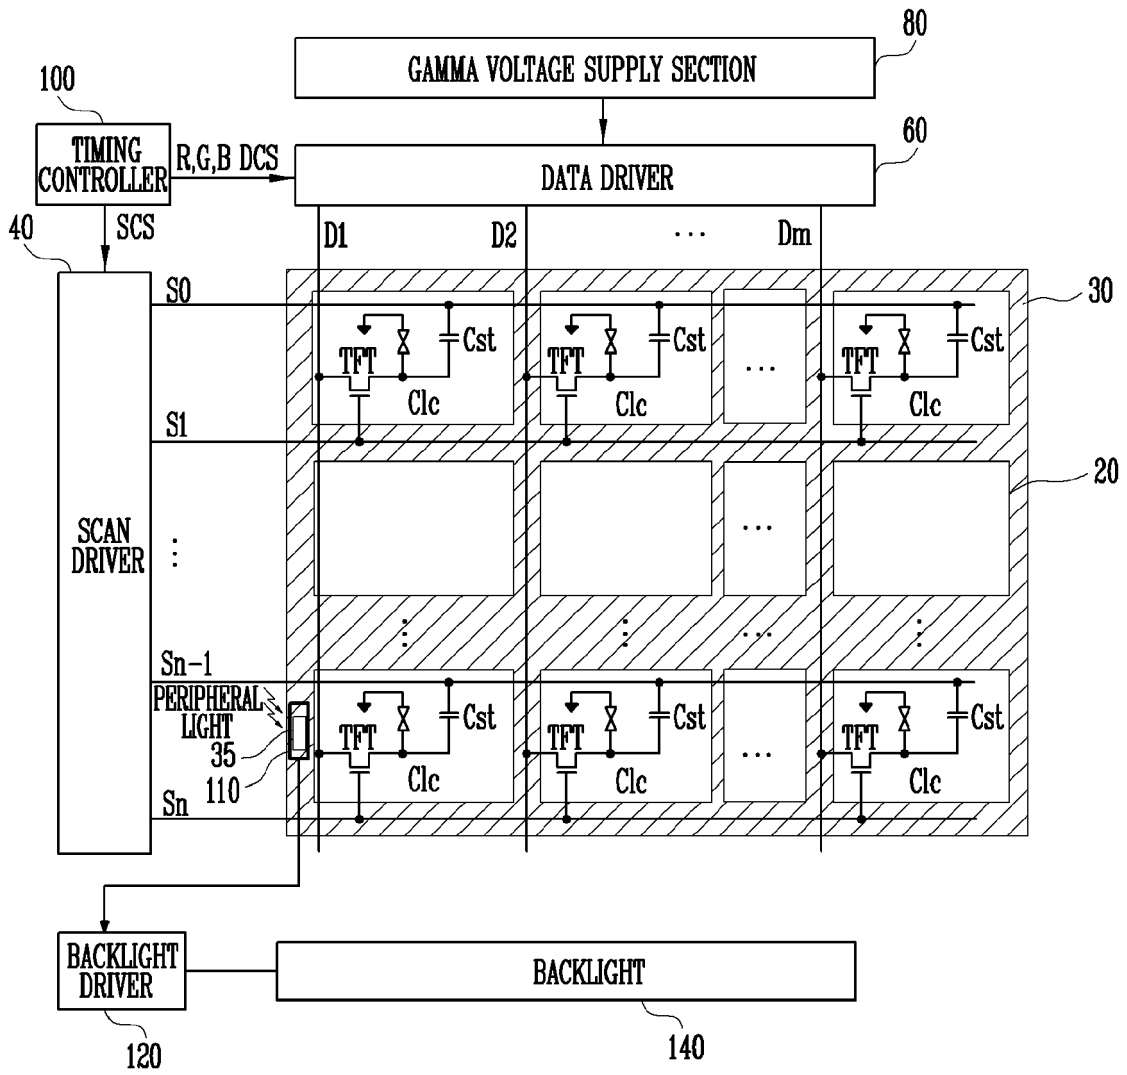 80
GAMMA VOLTAGE SUPPLY SECTION
100
60
TIMING
CONTROLLER
R,G,B DCS
DATA DRIVER
SCS
40
D1
D2
...
Dm
S0
30
Cst
Cst
Cst
TFT
TFT
TFT
...
Clc
Clc
Clc
S1
20
SCAN
DRIVER
...
...
...
...
...
...
Sn-1
PERIPHERAL
LIGHT
35
110
Cst
Cst
Cst
TFT
TFT
TFT
...
Clc
Clc
Clc
Sn
BACKLIGHT
DRIVER
BACKLIGHT
120
140